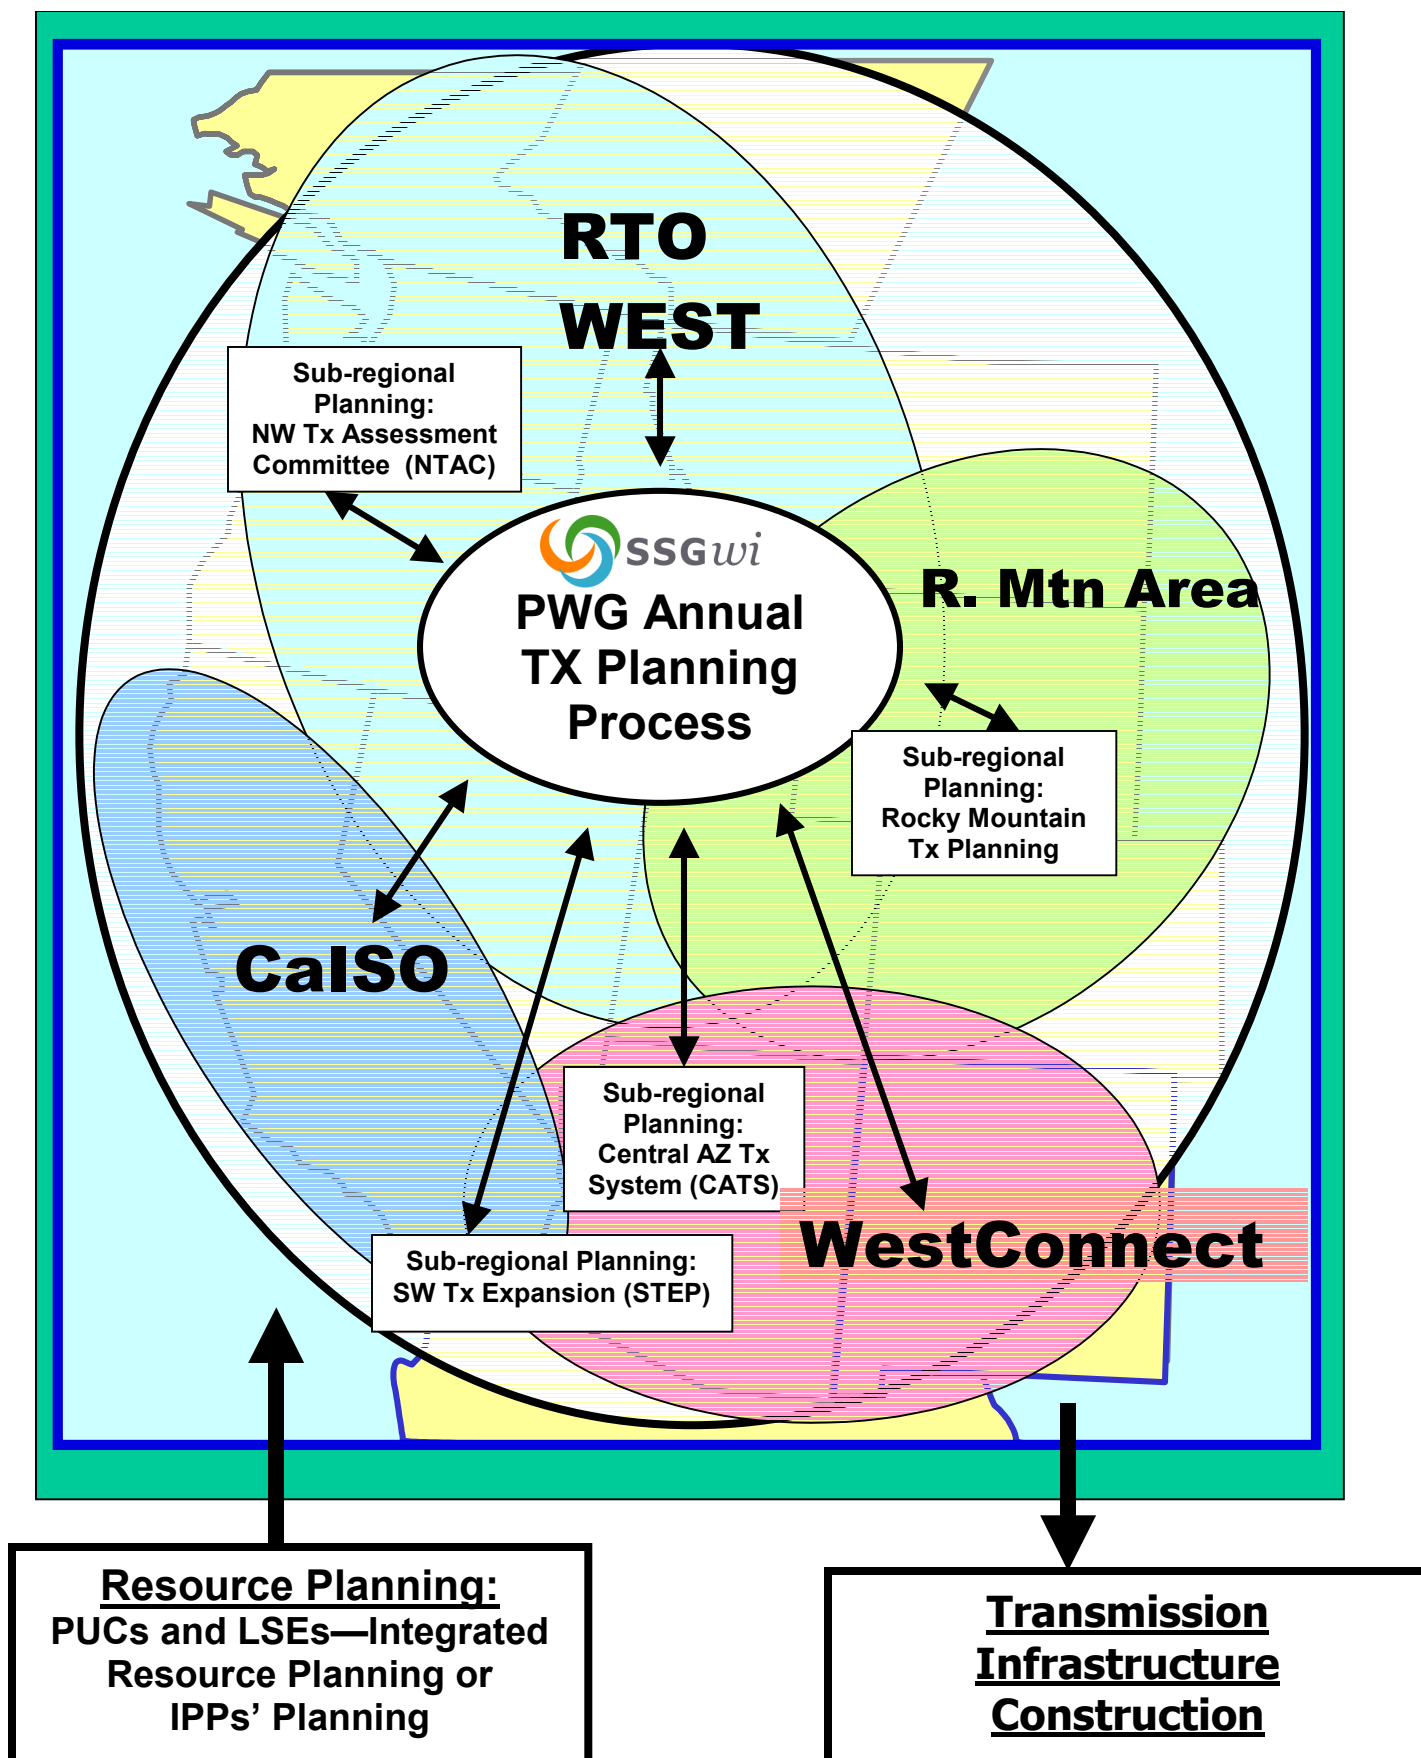 RTO
WEST
Sub-regional
Planning:
NW Tx Assessment
Committee (NTAC)
SSGwi
PWG Annual
TX Planning
Process
R. Mtn Area
Sub-regional
Planning:
Rocky Mountain
Tx Planning
CaISO
Sub-regional
Planning:
Central AZ Tx
System (CATS)
WestConnect
Sub-regional Planning:
SW Tx Expansion (STEP)
Resource Planning:
PUCs and LSEs—Integrated
Resource Planning or
IPPs’ Planning
Transmission
Infrastructure
Construction